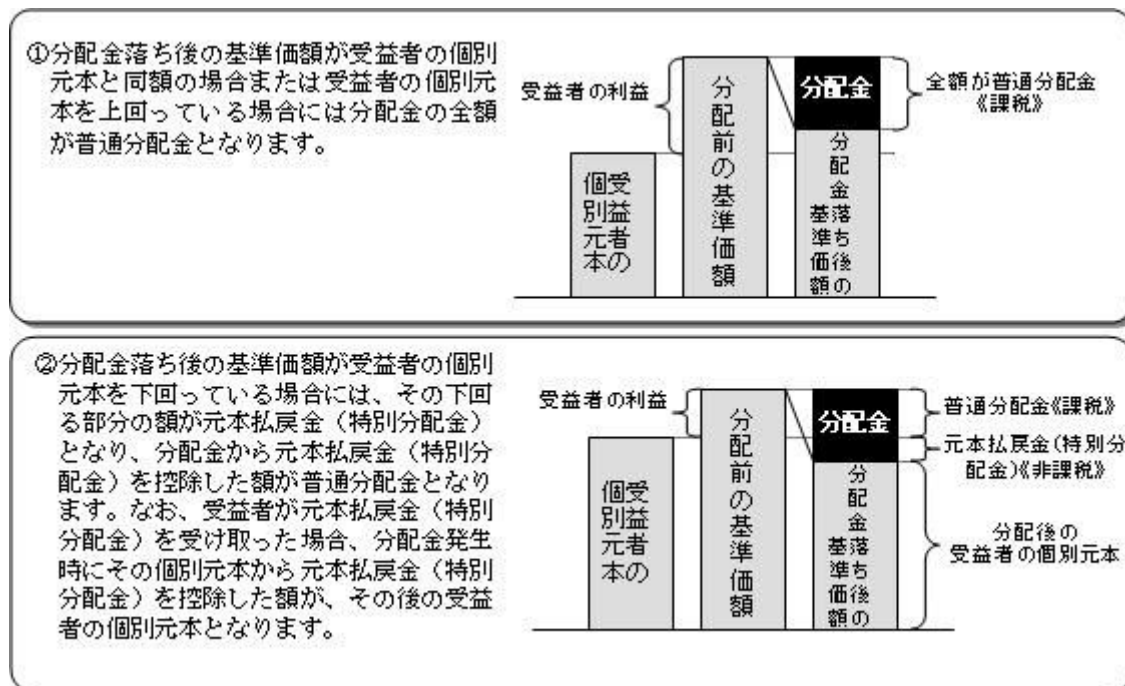 ①分配金落ち後の基準価額が受益者の個別
元本と同額の場合または受益者の個別元
本を上回っている場合には分配金の全額
が普通分配金となります。
受益者の利益
受益者の
個別元本
分配前の基準価額
分配金
分配金落ち後の
基準価額
全額が普通分配金
《課税》
②分配金落ち後の基準価額が受益者の個別
元本を下回っている場合には、その下回
る部分の額が元本払戻金（特別分配金）
となり、分配金から元本払戻金（特別分
配金）を控除した額が普通分配金となり
ます。なお、受益者が元本払戻金（特別
分配金）を受け取った場合、分配金発生
時にその個別元本から元本払戻金（特別
分配金）を控除した額が、その後の受益
者の個別元本となります。
受益者の利益
受益者の
個別元本
分配前の基準価額
分配金
分配金落ち後の
基準価額
普通分配金《課税》
元本払戻金(特別分
配金)《非課税》
分配後の
受益者の個別元本